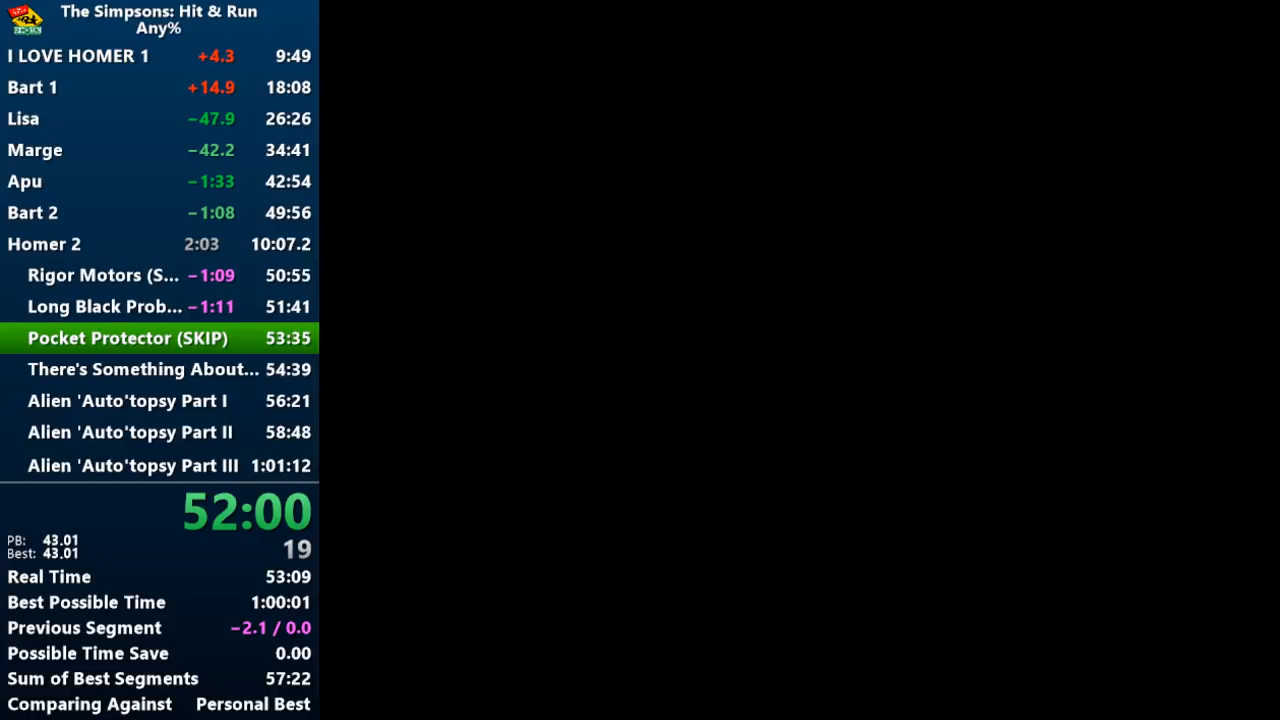 The Simpsons: Hit & Run
Any%
I LOVE HOMER 1 +4.3 9:49
Bart 1 +14.9 18:08
Lisa −47.9 26:26
Marge −42.2 34:41
Apu −1:33 42:54
Bart 2 −1:08 49:56
Homer 2 2:03 10:07.2
Rigor Motors (S... −1:09 50:55
Long Black Prob... −1:11 51:41
Pocket Protector (SKIP) 53:35
There's Something About... 54:39
Alien 'Auto'topsy Part I 56:21
Alien 'Auto'topsy Part II 58:48
Alien 'Auto'topsy Part III 1:01:12
52:00
PB: 43.01
Best: 43.01
19
Real Time 53:09
Best Possible Time 1:00:01
Previous Segment −2.1 / 0.0
Possible Time Save 0.00
Sum of Best Segments 57:22
Comparing Against Personal Best